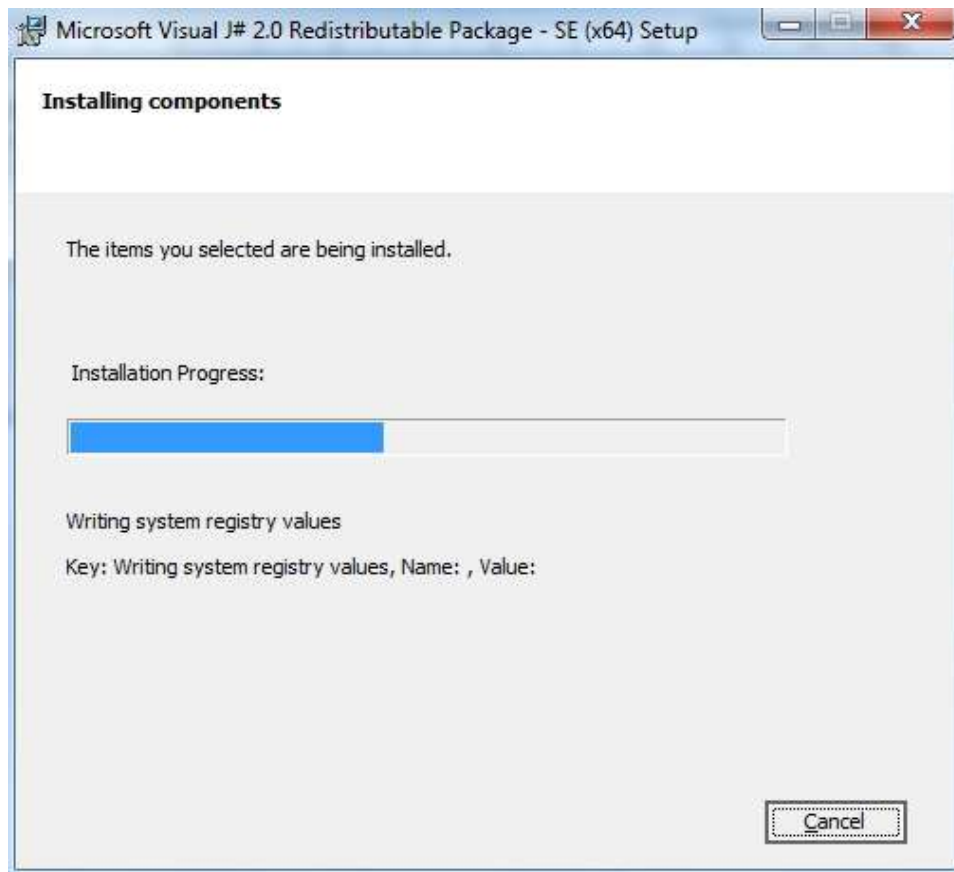 Microsoft Visual J# 2.0 Redistributable Package - SE (x64) Setup
Installing components
The items you selected are being installed.
Installation Progress:
Writing system registry values
Key: Writing system registry values, Name: , Value:
Cancel